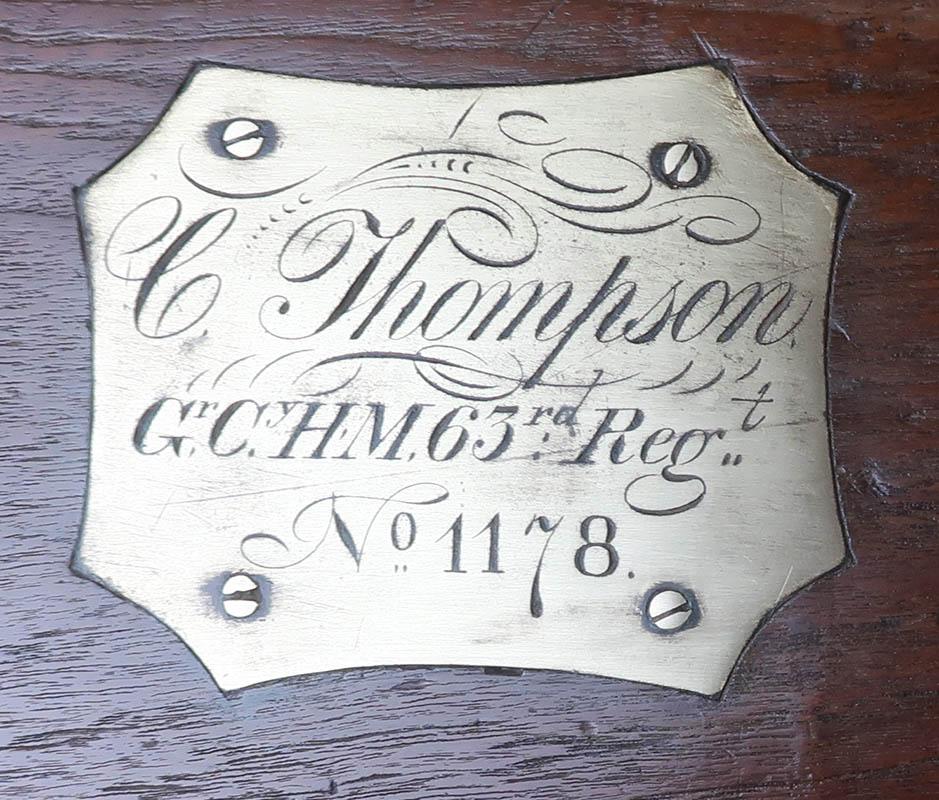 C Thompson.
Gr. Cy. H.M. 63rd. Regt.
No. 1178.